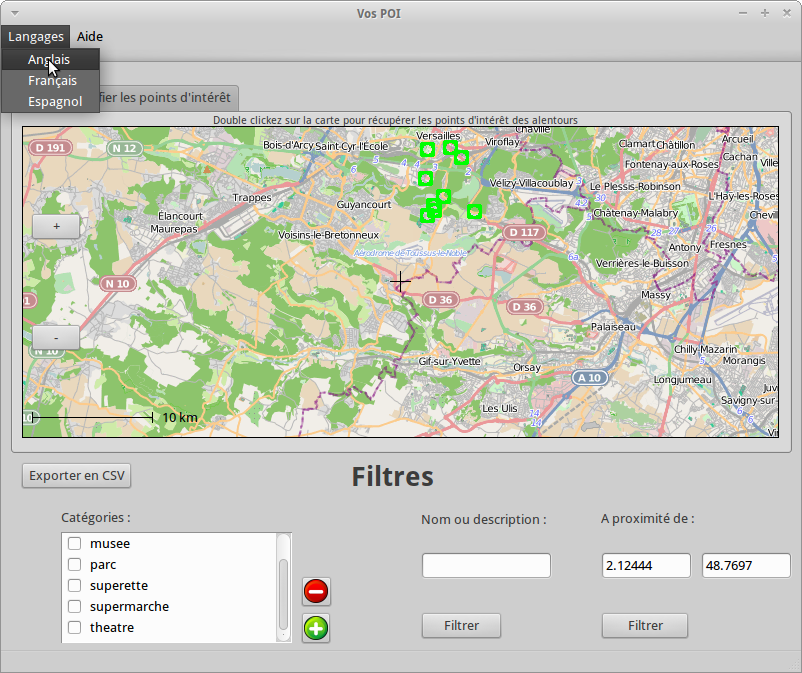 Vos POI
Langages Aide
Anglais
Français
Espagnol
fier les points d'intérêt
Double clickez sur la carte pour récupérer les points d'intérêt des alentours
D 191
N 12
Bois-d'Arcy
Saint-Cyr-l'École
Versailles
Viroflay
Chaville
Clamart
Châtillon
Arcueil
Cachan
Fontenay-aux-Roses
Vélizy-Villacoublay
Le Plessis-Robinson
L'Haÿ-les-Roses
Trappes
Guyancourt
Châtenay-Malabry
Élancourt
Maurepas
Voisins-le-Bretonneux
D 117
Antony
Fresnes
Aérodrome de Toussus-le-Noble
6a
Verrières-le-Buisson
N 10
D 36
D 36
Massy
Palaiseau
+
-
N 10
Gif-sur-Yvette
Orsay
Chilly-Mazarin
Morangis
A 10
Longjumeau
Savigny-sur-
Les Ulis
14
14
10 km
Exporter en CSV
Filtres
Catégories :
musee
parc
superette
supermarche
theatre
Nom ou description :
Filtrer
A proximité de :
2.12444
48.7697
Filtrer